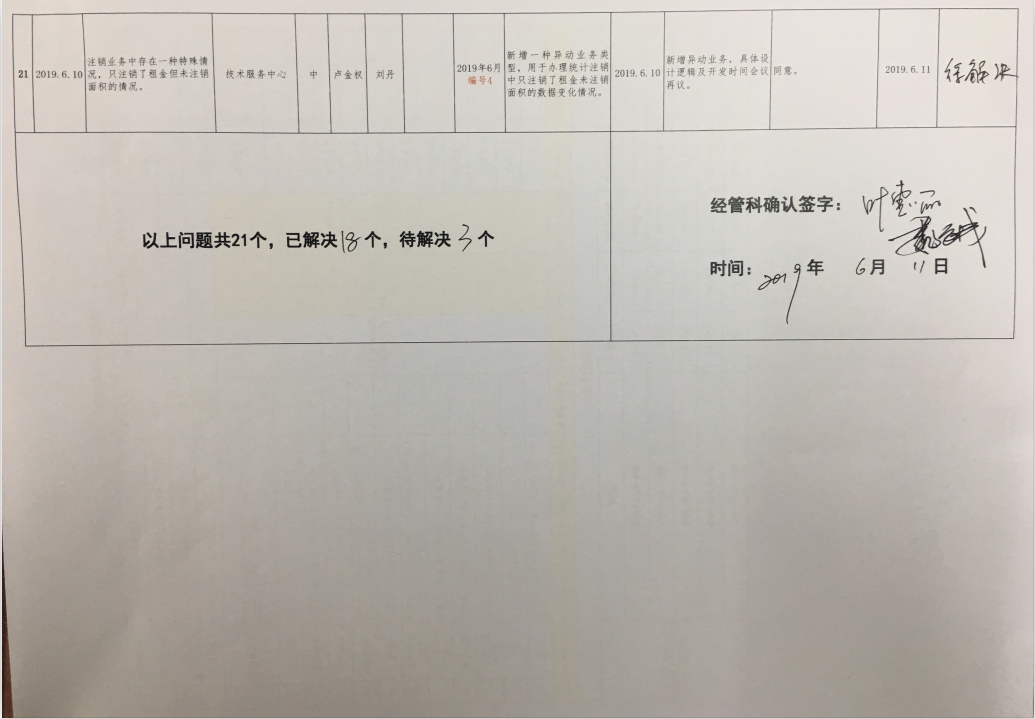 21
2019.6.10
注销业务中存在一种特殊情
况，只注销了租金但未注销
面积的情况。
技术服务中心
中
卢金权
刘丹
2019年6月
编号4
新增一种异动业务类
型，用于办理统计注销
中只注销了租金未注销
面积的数据变化情况。
2019.6.10
新增异动业务，具体设
计逻辑及开发时间会议
再议。
同意。
2019.6.11
待解决
以上问题共21个，已解决18个，待解决3个
经管科确认签字：
时间：2019年 6月 11日